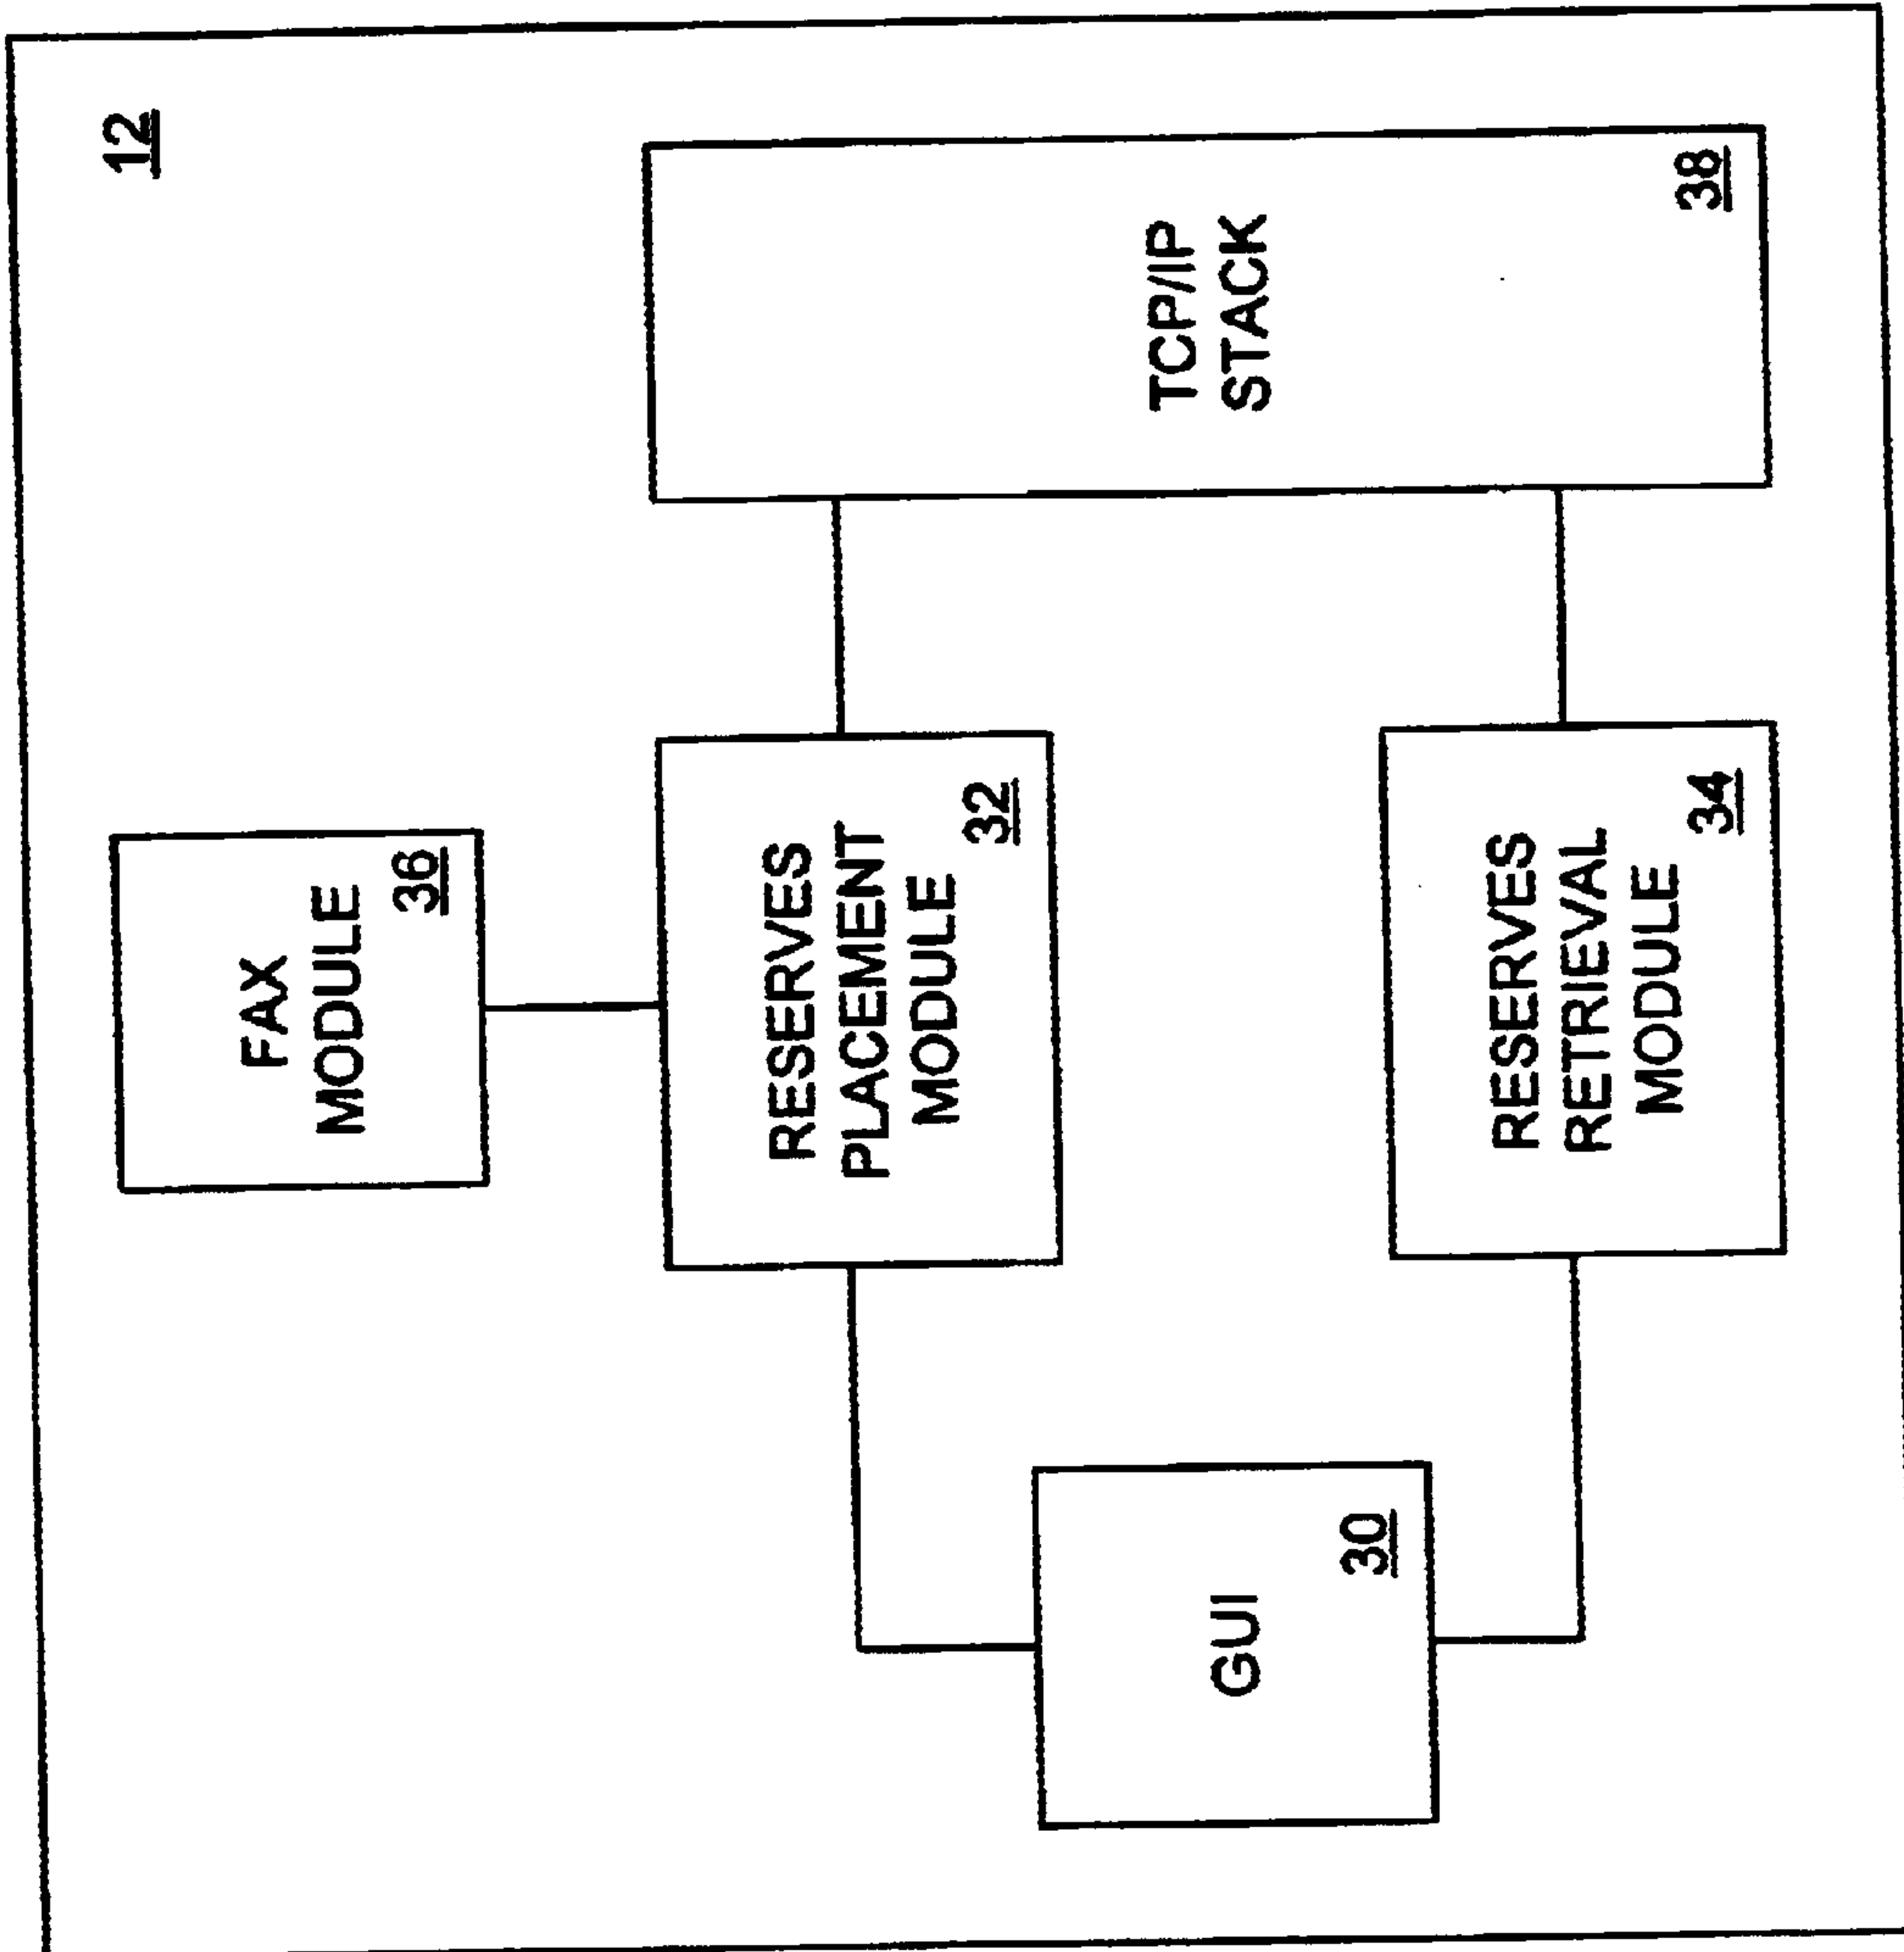 12
FAX
MODULE
36
RESERVES
PLACEMENT
MODULE
32
TCP/IP
STACK
38
GUI
30
RESERVES
RETRIEVAL
MODULE
34